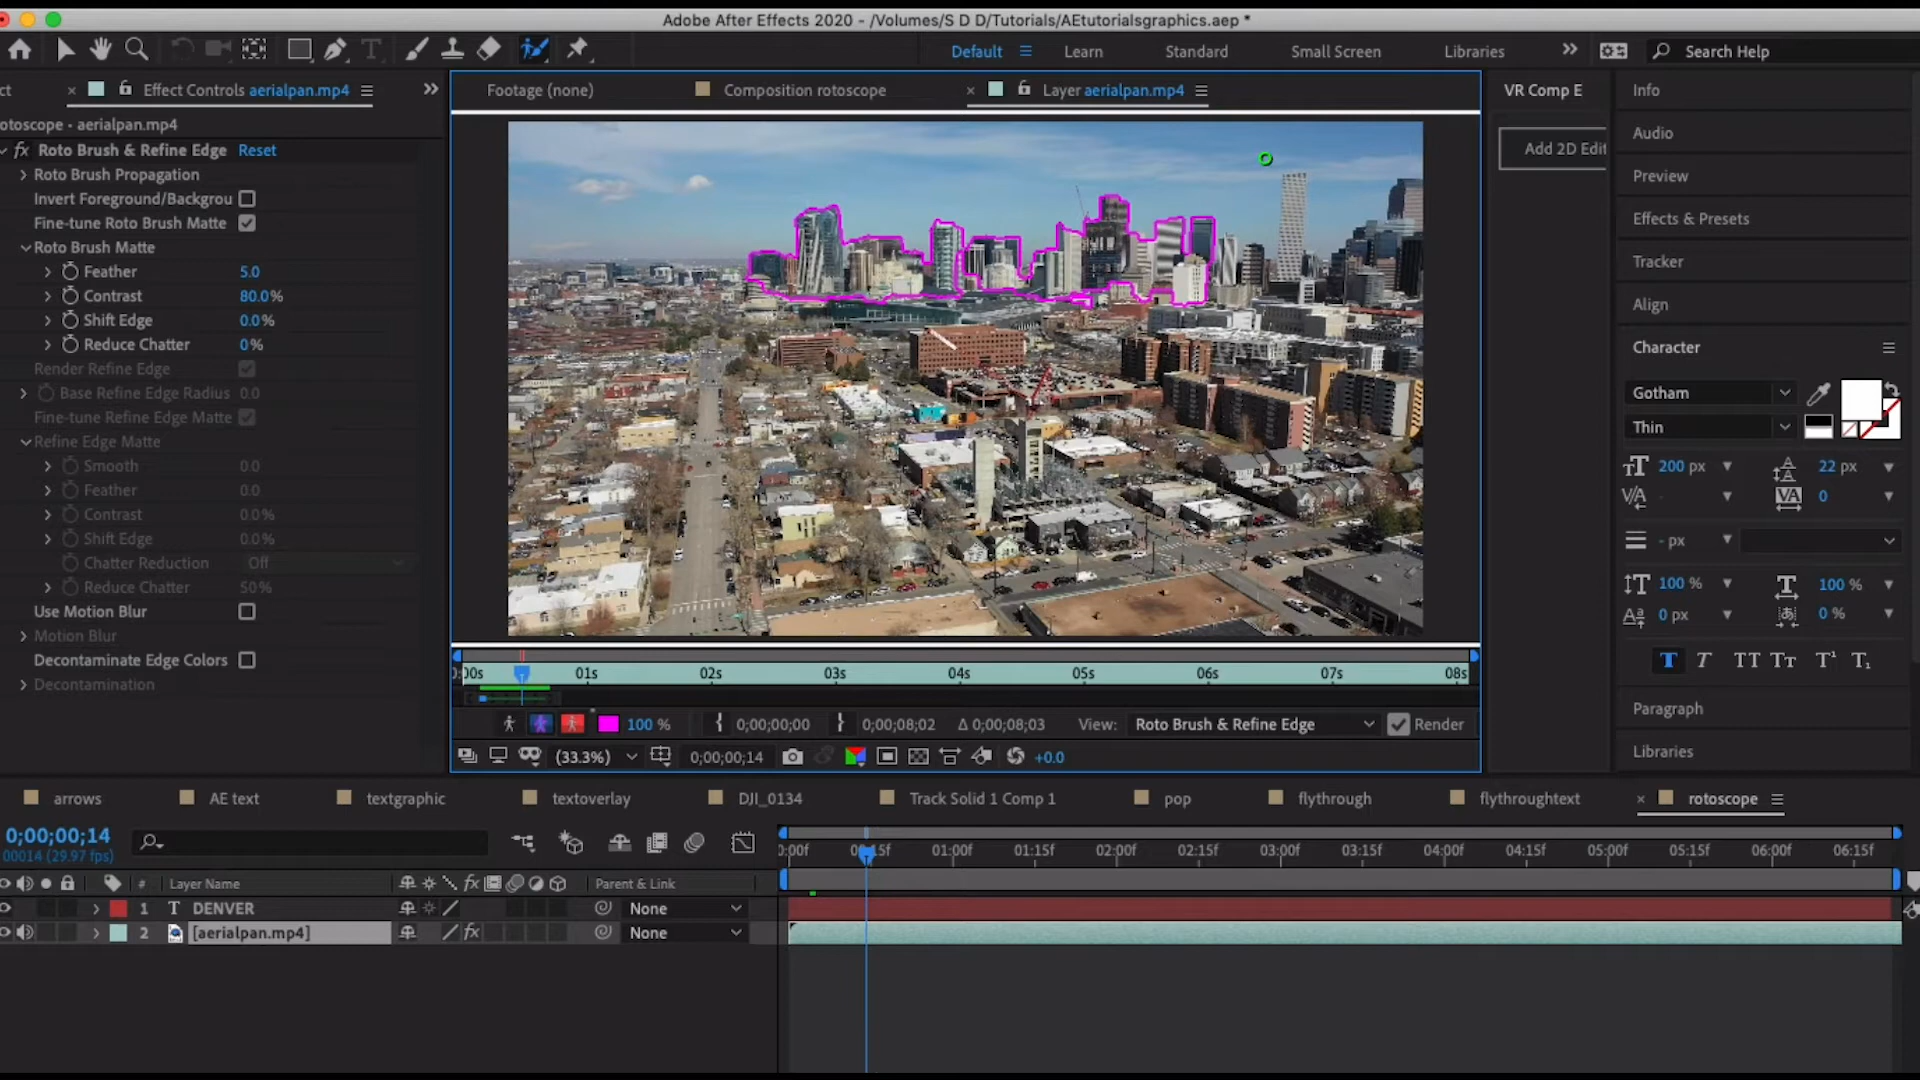 Adobe After Effects 2020 - /Volumes/S D D/Tutorials/AEtutorialsgraphics.aep *
Default
Learn
Standard
Small Screen
Libraries
Search Help
ct
Effect Controls aerialpan.mp4
Footage (none)
Composition rotoscope
Layer aerialpan.mp4
VR Comp E
Info
otoscope • aerialpan.mp4
fx Roto Brush & Refine Edge Reset
Roto Brush Propagation
Invert Foreground/Backgrou
Fine-tune Roto Brush Matte
Roto Brush Matte
Feather 5.0
Contrast 80.0%
Shift Edge 0.0%
Reduce Chatter 0%
Render Refine Edge
Base Refine Edge Radius 0.0
Fine-tune Refine Edge Matte
Refine Edge Matte
Smooth 0.0
Feather 0.0
Contrast 0.0%
Shift Edge 0.0%
Chatter Reduction Off
Reduce Chatter 50%
Use Motion Blur
Motion Blur
Decontaminate Edge Colors
Decontamination
Add 2D Edit
Audio
Preview
Effects & Presets
Tracker
Align
Character
Gotham
Thin
200 px
22 px
-
0
- px
100 %
100 %
0 px
0 %
T T TT Tt T¹ T₁
Paragraph
Libraries
0:00s 01s 02s 03s 04s 05s 06s 07s 08s
100 %
0;00;00;00
0;00;08;02
Δ 0;00;08;03
View: Roto Brush & Refine Edge
Render
(33.3%)
0;00;00;14
+0.0
arrows
AE text
textgraphic
textoverlay
DJI_0134
Track Solid 1 Comp 1
pop
flythrough
flythroughtext
rotoscope
0;00;00;14
00014 (29.97 fps)
0:00f 00:15f 01:00f 01:15f 02:00f 02:15f 03:00f 03:15f 04:00f 04:15f 05:00f 05:15f 06:00f 06:15f
# Layer Name
fx
Parent & Link
1 T DENVER
None
2 [aerialpan.mp4]
fx
None